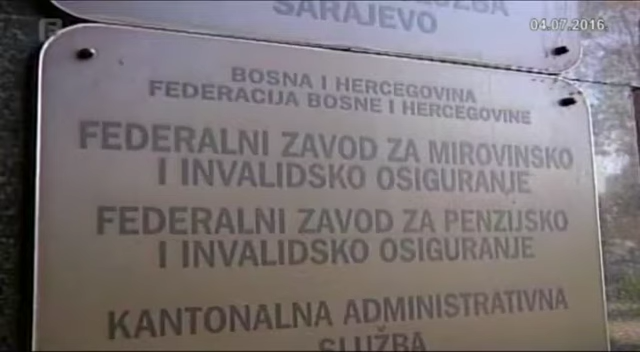 SLUŽBA
SARAJEVO
04.07.2016
BOSNA I HERCEGOVINA
FEDERACIJA BOSNE I HERCEGOVINE
FEDERALNI ZAVOD ZA MIROVINSKO
I INVALIDSKO OSIGURANJE
FEDERALNI ZAVOD ZA PENZIJSKO
I INVALIDSKO OSIGURANJE
KANTONALNA ADMINISTRATIVNA
SLUŽBA